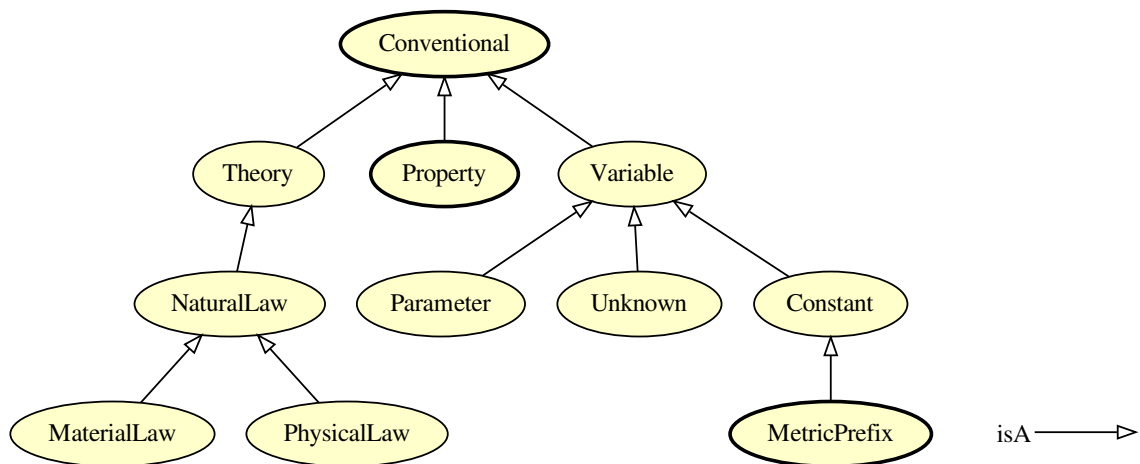 Conventional
Theory
Property
Variable
NaturalLaw
Parameter
Unknown
Constant
MaterialLaw
PhysicalLaw
MetricPrefix
isA